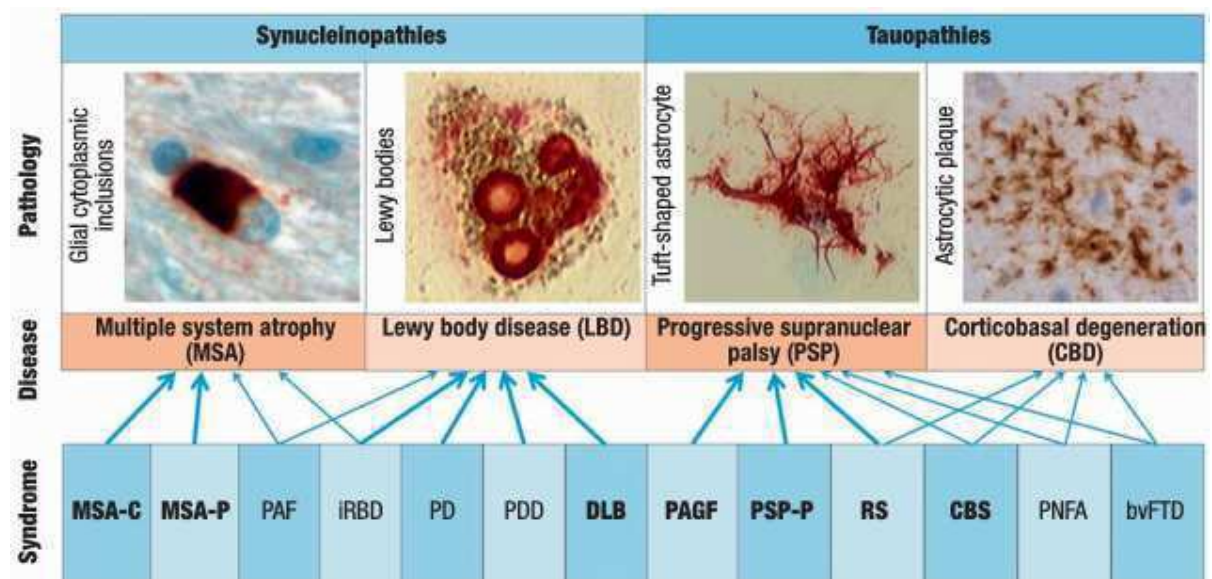 Synucleinopathies
Tauopathies
Pathology
Glial cytoplasmic
inclusions
Lewy bodies
Tuft-shaped astrocyte
Astrocytic plaque
Disease
Multiple system atrophy
(MSA)
Lewy body disease (LBD)
Progressive supranuclear
palsy (PSP)
Corticobasal degeneration
(CBD)
Syndrome
MSA-C
MSA-P
PAF
iRBD
PD
PDD
DLB
PAGF
PSP-P
RS
CBS
PNFA
bvFTD